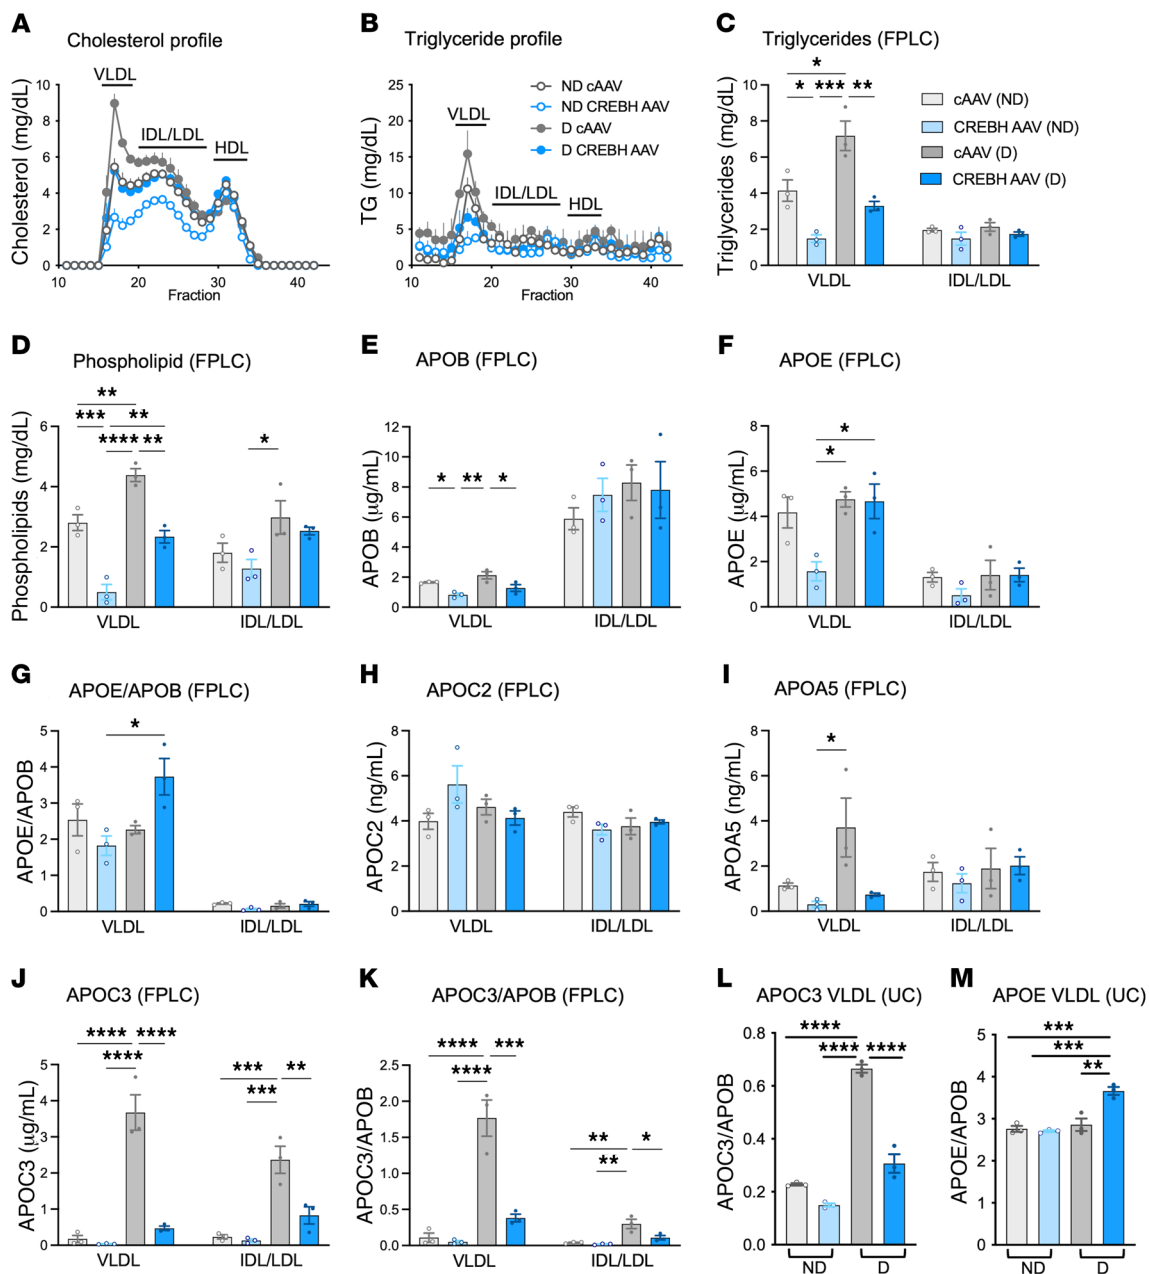 A
Cholesterol profile
VLDL
IDL/LDL
HDL
Cholesterol (mg/dL)
10
8
6
4
2
0
10
20
30
40
Fraction
B
Triglyceride profile
VLDL
IDL/LDL
HDL
ND cAAV
ND CREBH AAV
D cAAV
D CREBH AAV
TG (mg/dL)
25
20
15
10
5
0
10
20
30
40
Fraction
C
Triglycerides (FPLC)
*
* *** **
Triglycerides (mg/dL)
10
8
6
4
2
0
VLDL
IDL/LDL
cAAV (ND)
CREBH AAV (ND)
cAAV (D)
CREBH AAV (D)
D
Phospholipid (FPLC)
**
*** **
**** **
*
Phospholipids (mg/dL)
6
4
2
0
VLDL
IDL/LDL
E
APOB (FPLC)
* ** *
APOB (µg/mL)
12
10
8
6
4
2
0
VLDL
IDL/LDL
F
APOE (FPLC)
*
*
APOE (µg/mL)
8
6
4
2
0
VLDL
IDL/LDL
G
APOE/APOB (FPLC)
*
APOE/APOB
5
4
3
2
1
0
VLDL
IDL/LDL
H
APOC2 (FPLC)
APOC2 (ng/mL)
8
6
4
2
0
VLDL
IDL/LDL
I
APOA5 (FPLC)
*
APOA5 (ng/mL)
8
6
4
2
0
VLDL
IDL/LDL
J
APOC3 (FPLC)
**** ****
****
*** **
***
APOC3 (µg/mL)
5
4
3
2
1
0
VLDL
IDL/LDL
K
APOC3/APOB (FPLC)
**** ***
****
** *
**
APOC3/APOB
2.5
2.0
1.5
1.0
0.5
0.0
VLDL
IDL/LDL
L
APOC3 VLDL (UC)
****
**** ****
APOC3/APOB
0.8
0.6
0.4
0.2
0.0
ND
D
M
APOE VLDL (UC)
***
***
**
APOE/APOB
5
4
3
2
1
0
ND
D